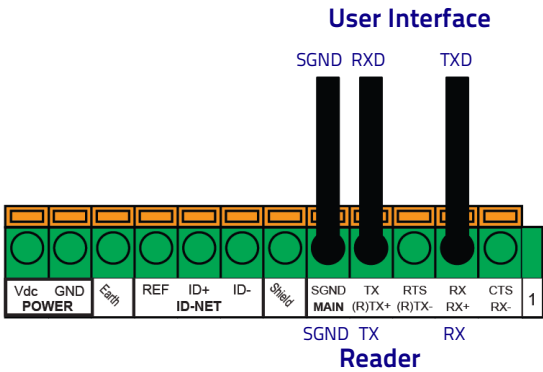 User Interface
SGND RXD TXD
Vdc GND Earth REF ID+ ID- Shield SGND TX RTS RX CTS 1
POWER ID-NET MAIN (R)TX+ (R)TX- RX+ RX-
SGND TX RX
Reader